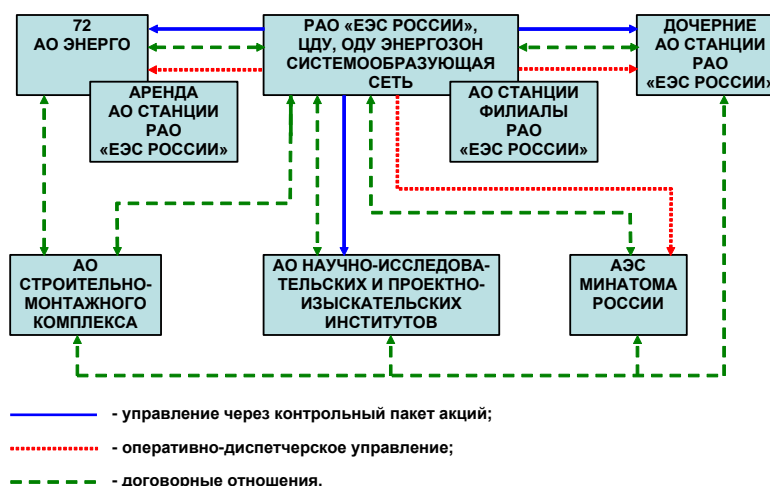 72
АО ЭНЕРГО
РАО «ЕЭС РОССИИ»,
ЦДУ, ОДУ ЭНЕРГОЗОН
СИСТЕМООБРАЗУЮЩАЯ
СЕТЬ
ДОЧЕРНИЕ
АО СТАНЦИИ
РАО
«ЕЭС РОССИИ»
АРЕНДА
АО СТАНЦИИ
РАО
«ЕЭС РОССИИ»
АО СТАНЦИИ
ФИЛИАЛЫ
РАО
«ЕЭС РОССИИ»
АО
СТРОИТЕЛЬНО-
МОНТАЖНОГО
КОМПЛЕКСА
АО НАУЧНО-ИССЛЕДОВА-
ТЕЛЬСКИХ И ПРОЕКТНО-
ИЗЫСКАТЕЛЬСКИХ
ИНСТИТУТОВ
АЭС
МИНАТОМА
РОССИИ
- управление через контрольный пакет акций;
- оперативно-диспетчерское управление;
- договорные отношения.